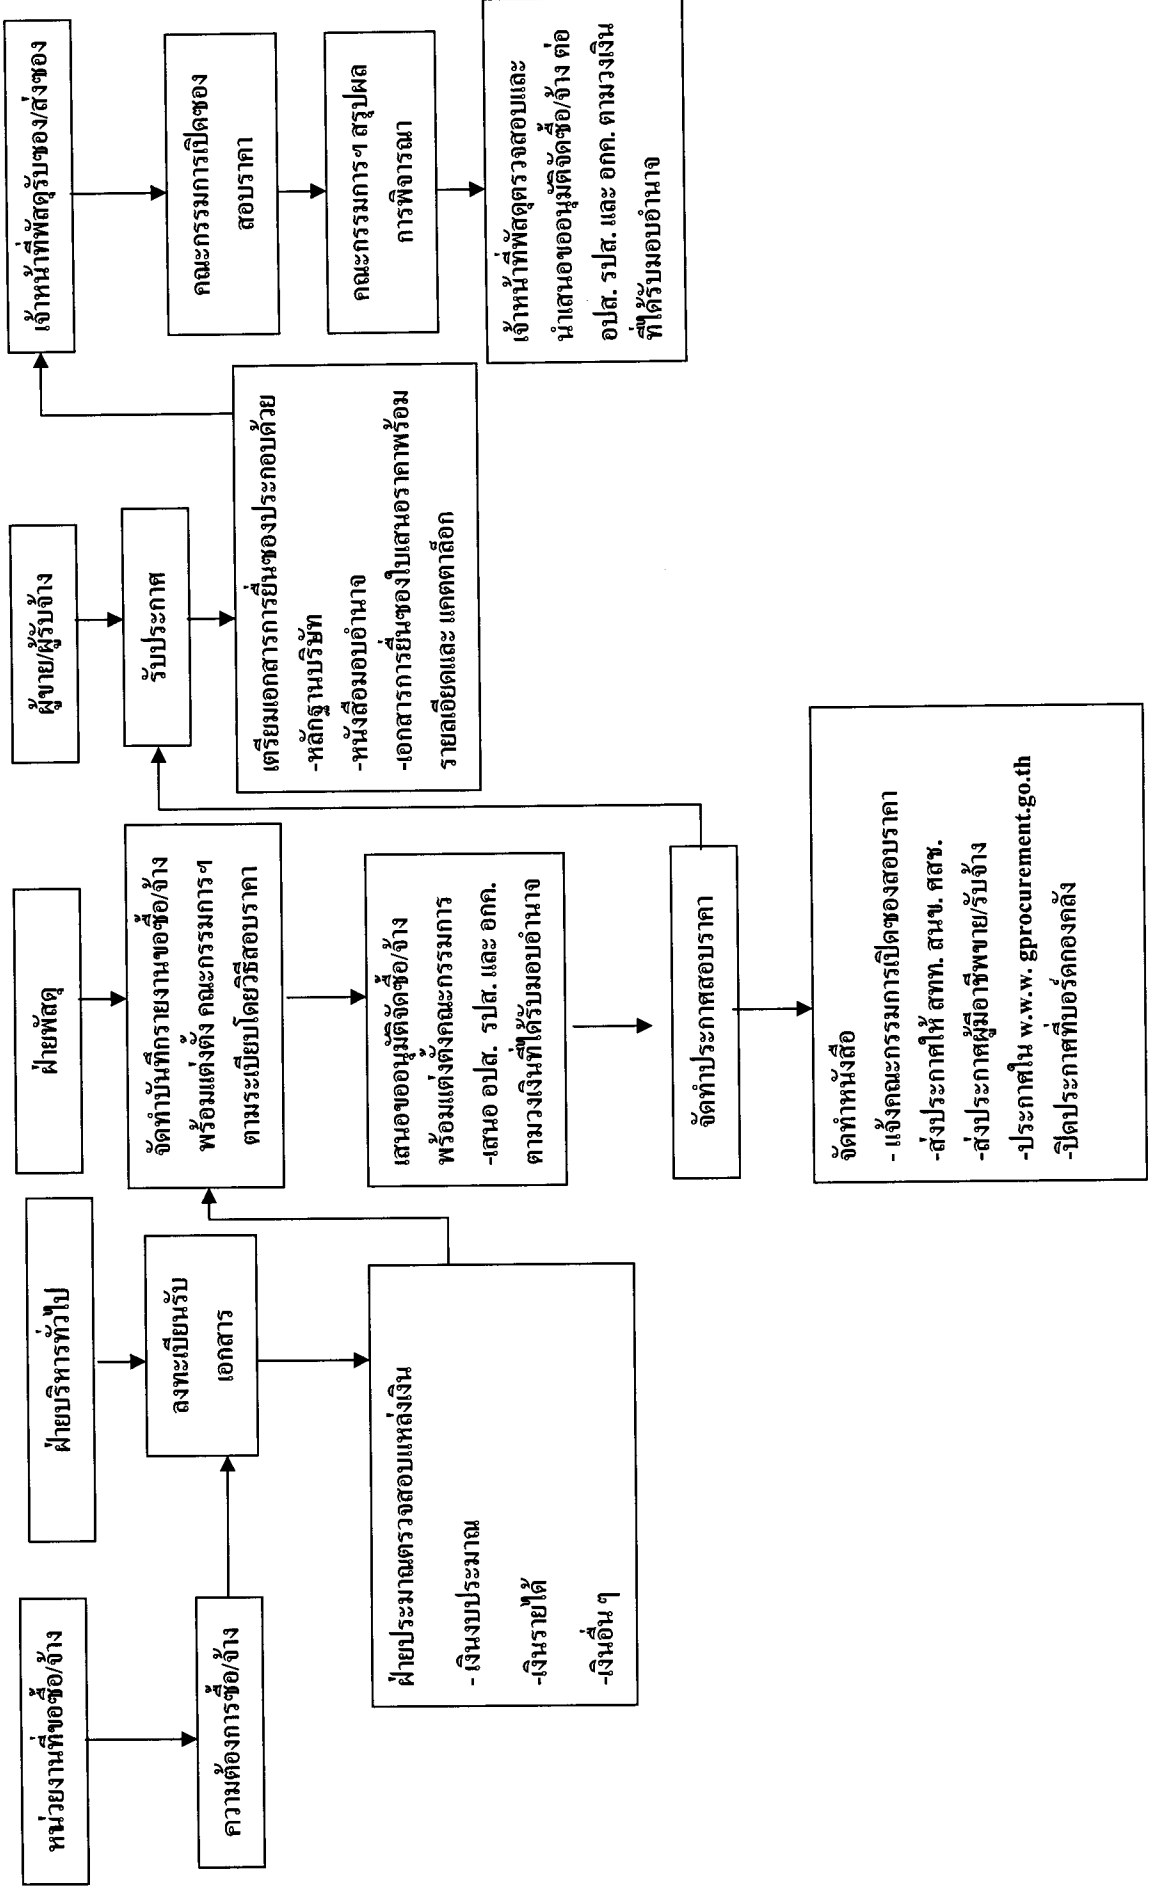 หน่วยงานที่ขอซื้อ/จ้าง
ความต้องการซื้อ/จ้าง
ฝ่ายบริหารทั่วไป
ลงทะเบียนรับ
เอกสาร
ฝ่ายประมาณตรวจสอบแหล่งเงิน
- เงินงบประมาณ
-เงินรายได้
-เงินอื่น ๆ
ฝ่ายพัสดุ
จัดทำบันทึกรายงานขอซื้อ/จ้าง
พร้อมแต่งตั้ง คณะกรรมการฯ
ตามระเบียบโดยวิธีสอบราคา
เสนอขออนุมัติจัดซื้อ/จ้าง
พร้อมแต่งตั้งคณะกรรมการ
-เสนอ อปส. รปส. และ อกค.
ตามวงเงินที่ได้รับมอบอำนาจ
จัดทำประกาศสอบราคา
จัดทำหนังสือ
- แจ้งคณะกรรมการเปิดซองสอบราคา
-ส่งประกาศให้ สทท. สนข. ศสช.
-ส่งประกาศผู้มีอาชีพขาย/รับจ้าง
-ประกาศใน w.w.w. gprocurement.go.th
-ปิดประกาศที่บอร์ดกองคลัง
ผู้ขาย/ผู้รับจ้าง
รับประกาศ
เตรียมเอกสารการยื่นซองประกอบด้วย
-หลักฐานบริษัท
-หนังสือมอบอำนาจ
-เอกสารการยื่นซองใบเสนอราคาพร้อม
รายละเอียดและ แคตตาล็อก
เจ้าหน้าที่พัสดุรับซอง/ส่งซอง
คณะกรรมการเปิดซอง
สอบราคา
คณะกรรมการฯ สรุปผล
การพิจารณา
เจ้าหน้าที่พัสดุตรวจสอบและ
นำเสนอขออนุมัติจัดซื้อ/จ้าง ต่อ
อปส. รปส. และ อกค. ตามวงเงิน
ที่ได้รับมอบอำนาจ